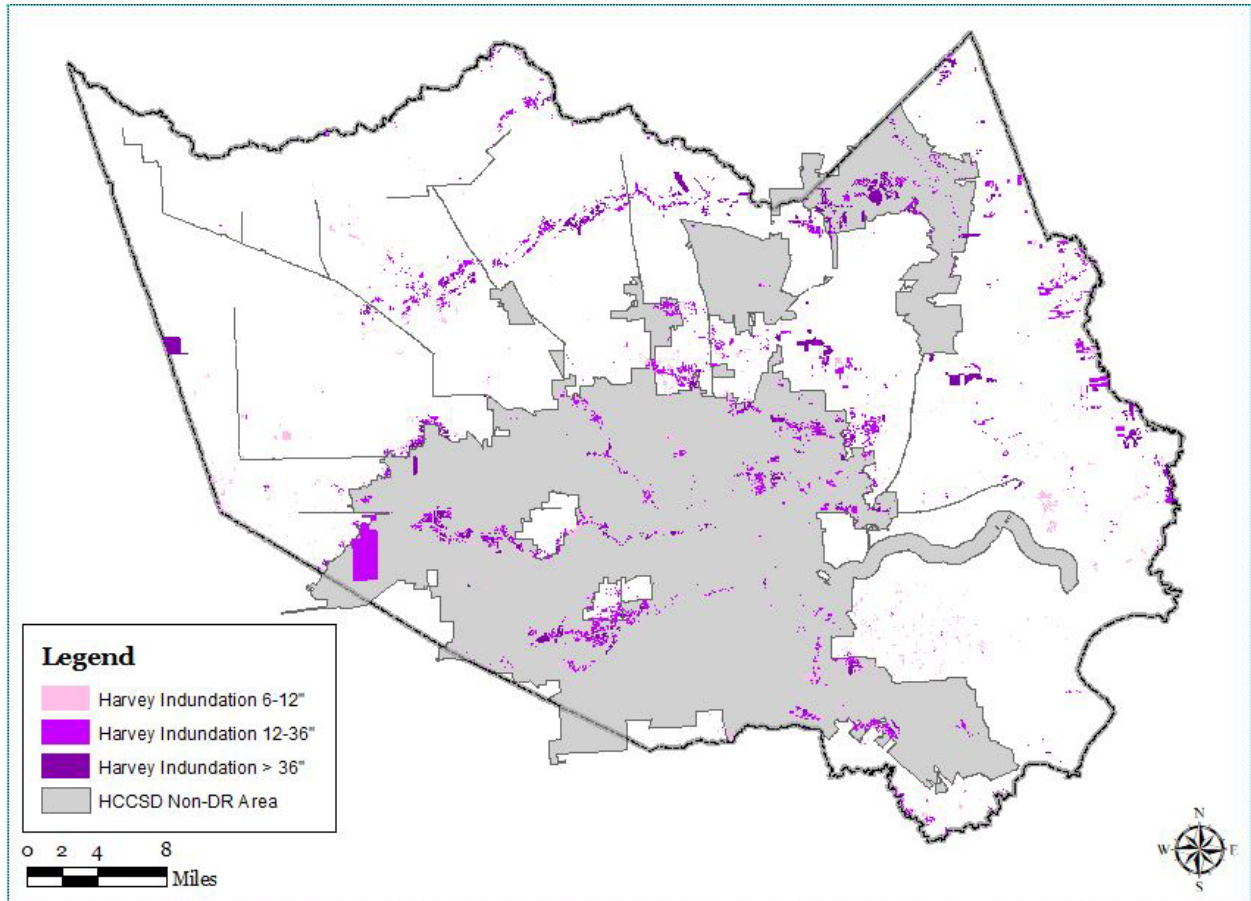 Legend
Harvey Indundation 6-12"
Harvey Indundation 12-36"
Harvey Indundation > 36"
HCCSD Non-DR Area
0 2 4 8
Miles
N
W E
S